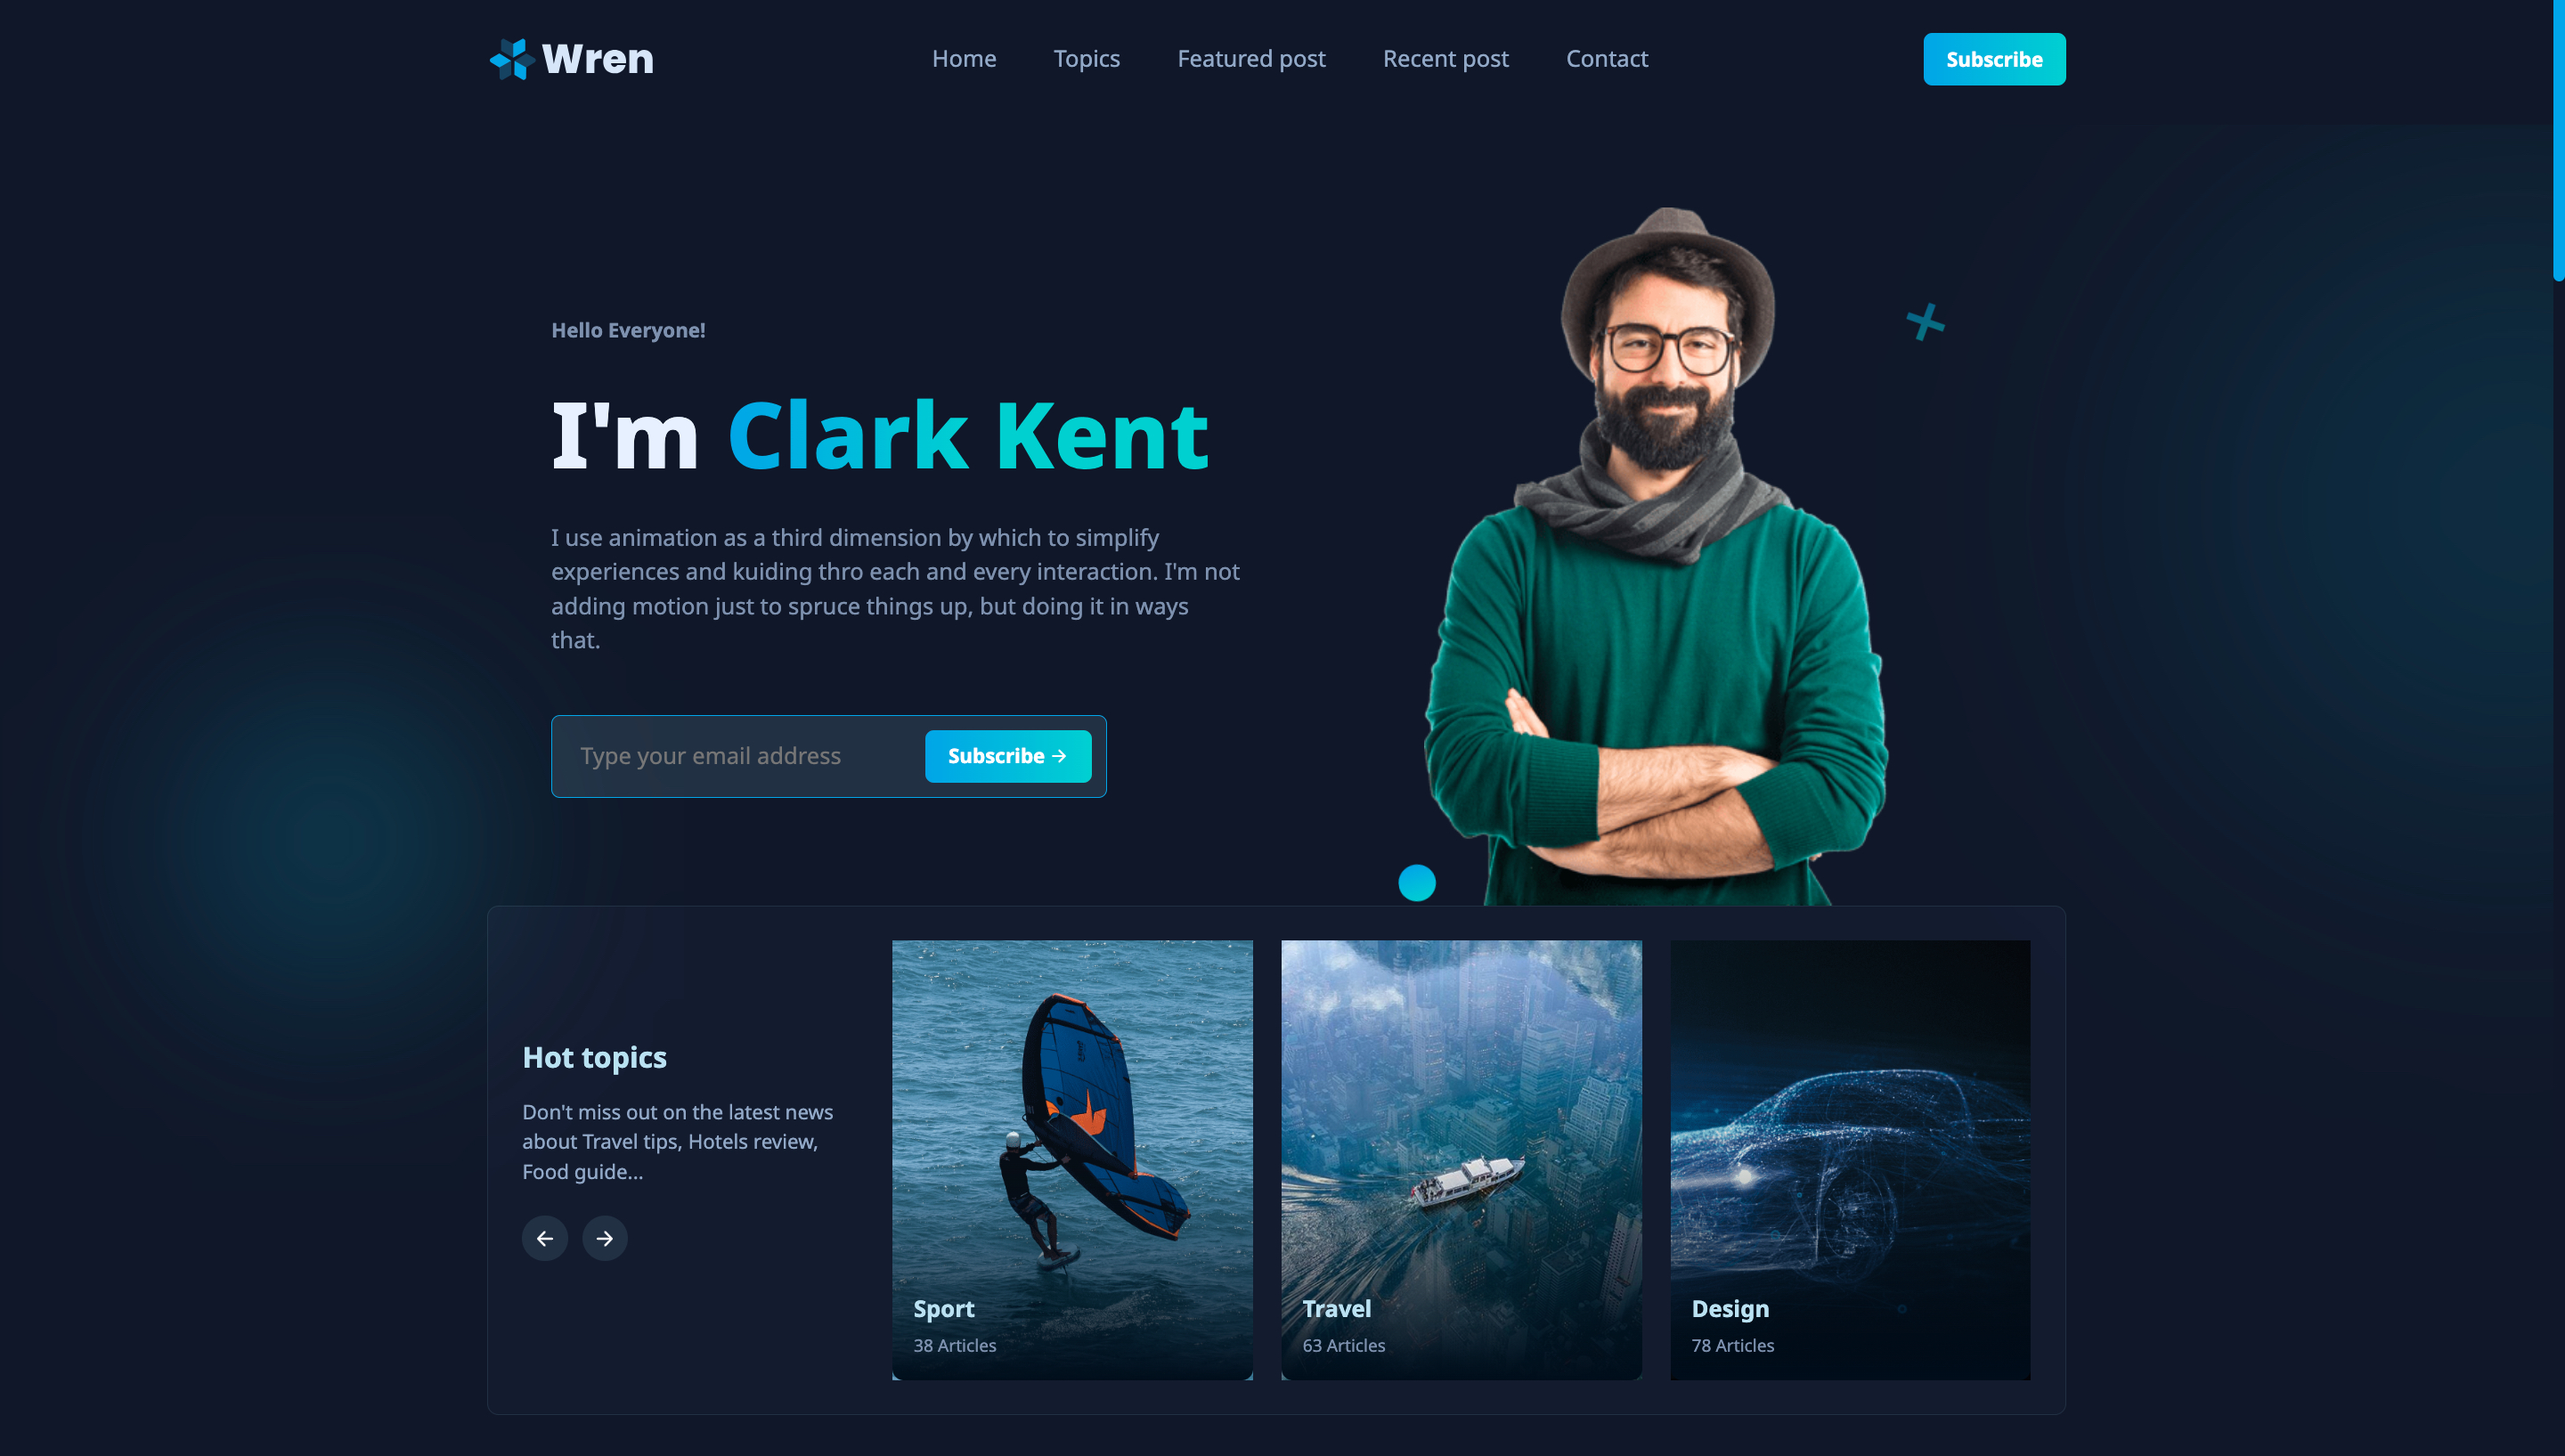 Wren
Home
Topics
Featured post
Recent post
Contact
Subscribe
Hello Everyone!
I'm Clark Kent
I use animation as a third dimension by which to simplify
experiences and kuiding thro each and every interaction. I'm not
adding motion just to spruce things up, but doing it in ways
that.
Type your email address
Subscribe →
Hot topics
Don't miss out on the latest news
about Travel tips, Hotels review,
Food guide...
Sport
38 Articles
Travel
63 Articles
Design
78 Articles